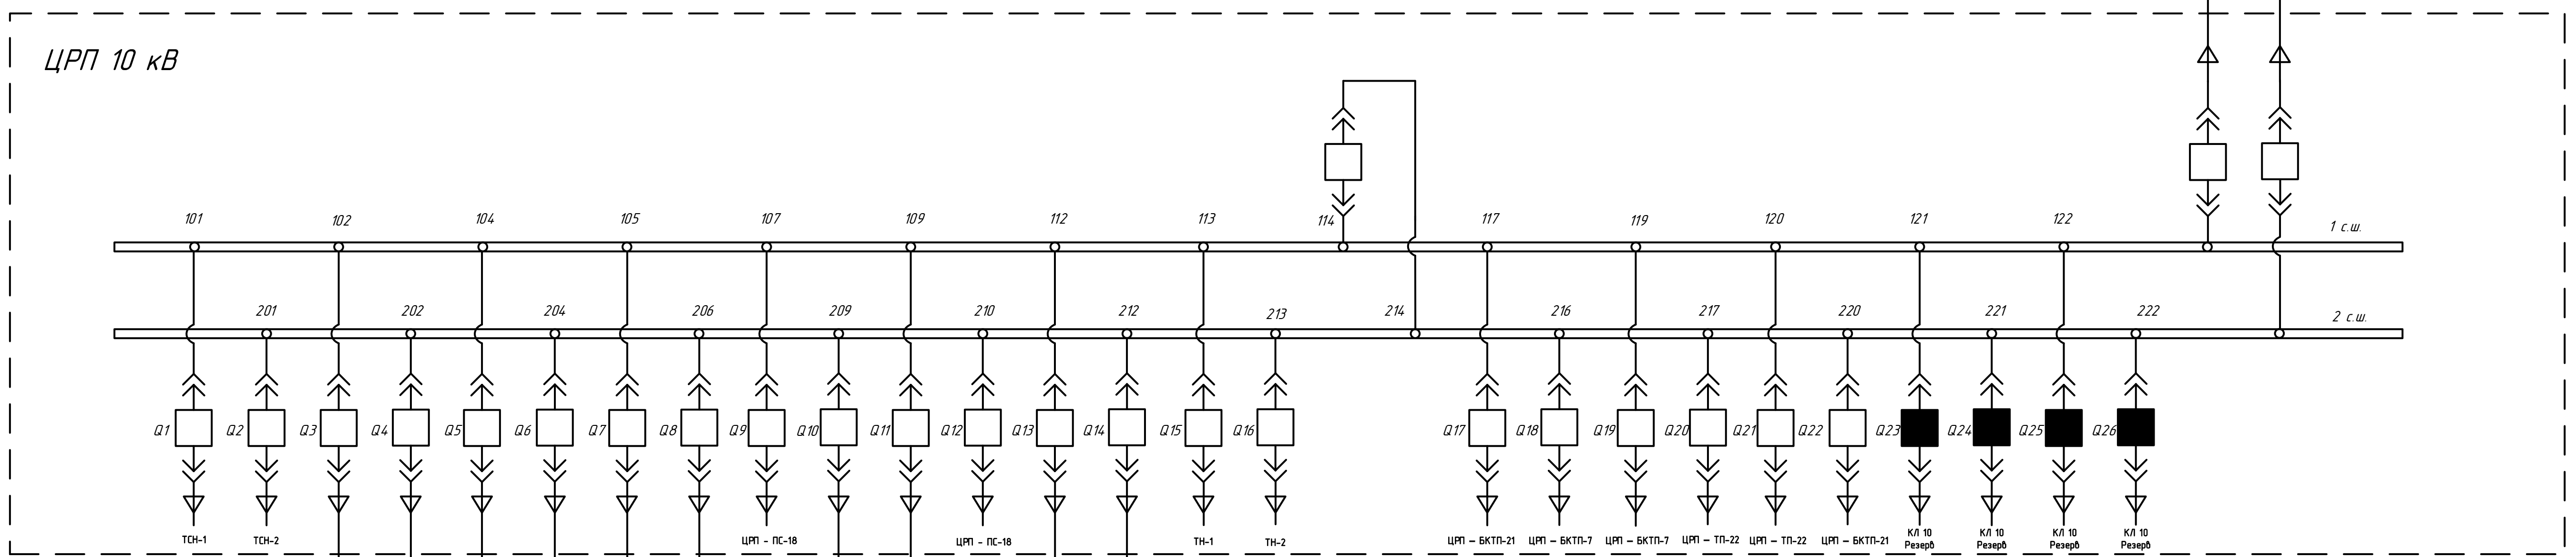 ЦРП 10 кВ
101
102
104
105
107
109
112
113
114
117
119
120
121
122
1 с.ш.
201
202
204
206
209
210
212
213
214
216
217
220
221
222
2 с.ш.
Q1
Q2
Q3
Q4
Q5
Q6
Q7
Q8
Q9
Q10
Q11
Q12
Q13
Q14
Q15
Q16
Q17
Q18
Q19
Q20
Q21
Q22
Q23
Q24
Q25
Q26
ТСН-1
ТСН-2
ЦРП - ПС-18
ЦРП - ПС-18
ТН-1
ТН-2
ЦРП - БКТП-21
ЦРП - БКТП-7
ЦРП - БКТП-7
ЦРП - ТП-22
ЦРП - ТП-22
ЦРП - БКТП-21
КЛ 10
Резерв
КЛ 10
Резерв
КЛ 10
Резерв
КЛ 10
Резерв